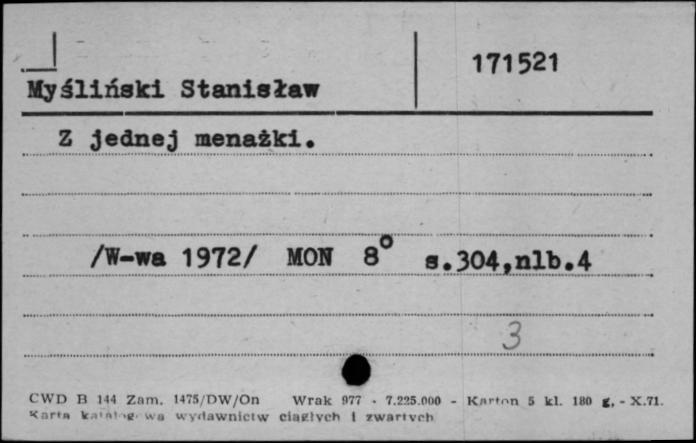 171521
Myśliński Stanisław
Z jednej menażki.
/W-wa 1972/ MON 8° s.304,nlb.4
3
CWD B 144 Zam. 1475/DW/On Wrak 977 - 7.225.000 - Karton 5 kl. 180 g. - X.71.
Karta katalogowa wydawnictw ciągłych i zwartych